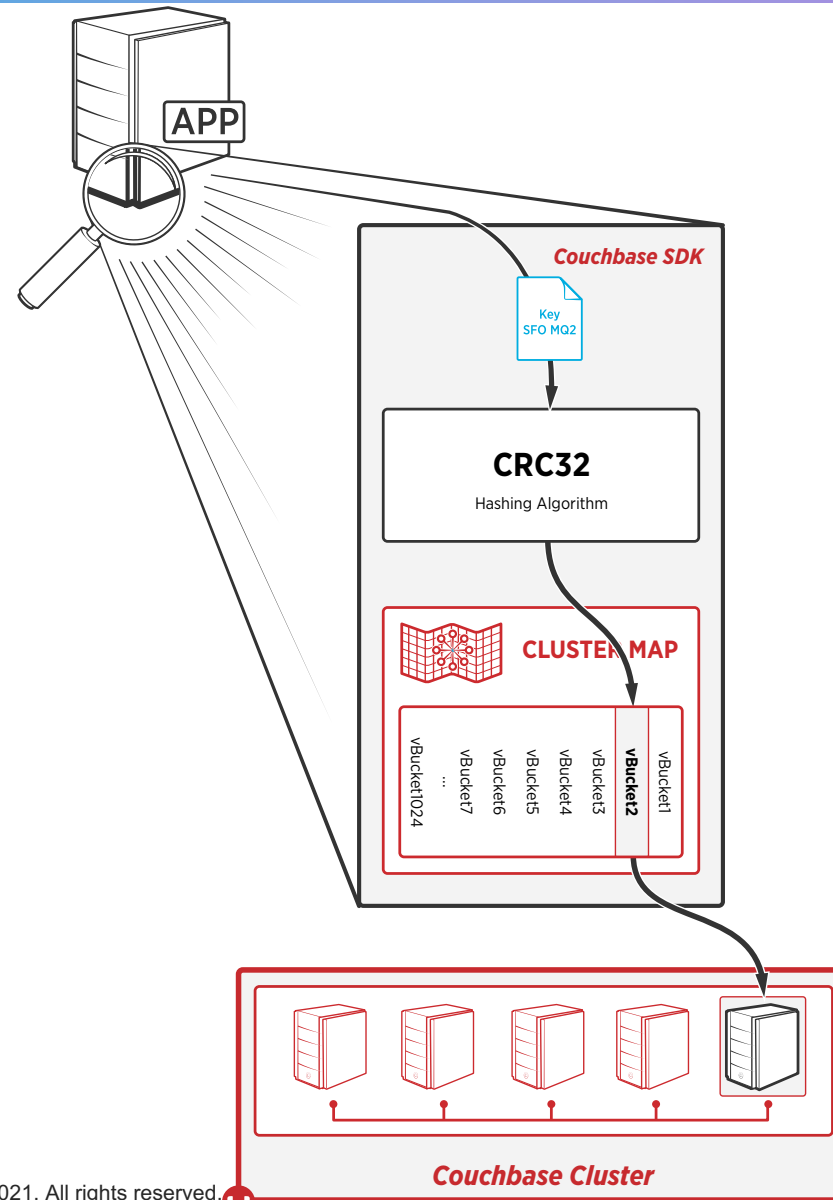 APP
Couchbase SDK
Key
SFO MQ2
CRC32
Hashing Algorithm
CLUSTER MAP
vBucket1024
...
vBucket7
vBucket6
vBucket5
vBucket4
vBucket3
vBucket2
vBucket1
Couchbase Cluster
021. All rights reserved.